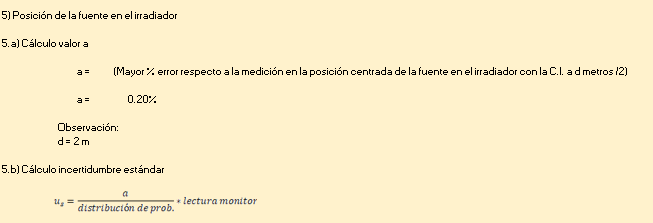 5) Posición de la fuente en el irradiador
5.a) Cálculo valor a
a = (Mayor % error respecto a la medición en la posición centrada de la fuente en el irradiador con la C.I. a d metros /2)
a = 0.20%
Observación:
d = 2 m
5.b) Cálculo incertidumbre estándar
u_s = a / distribución de prob. * lectura monitor